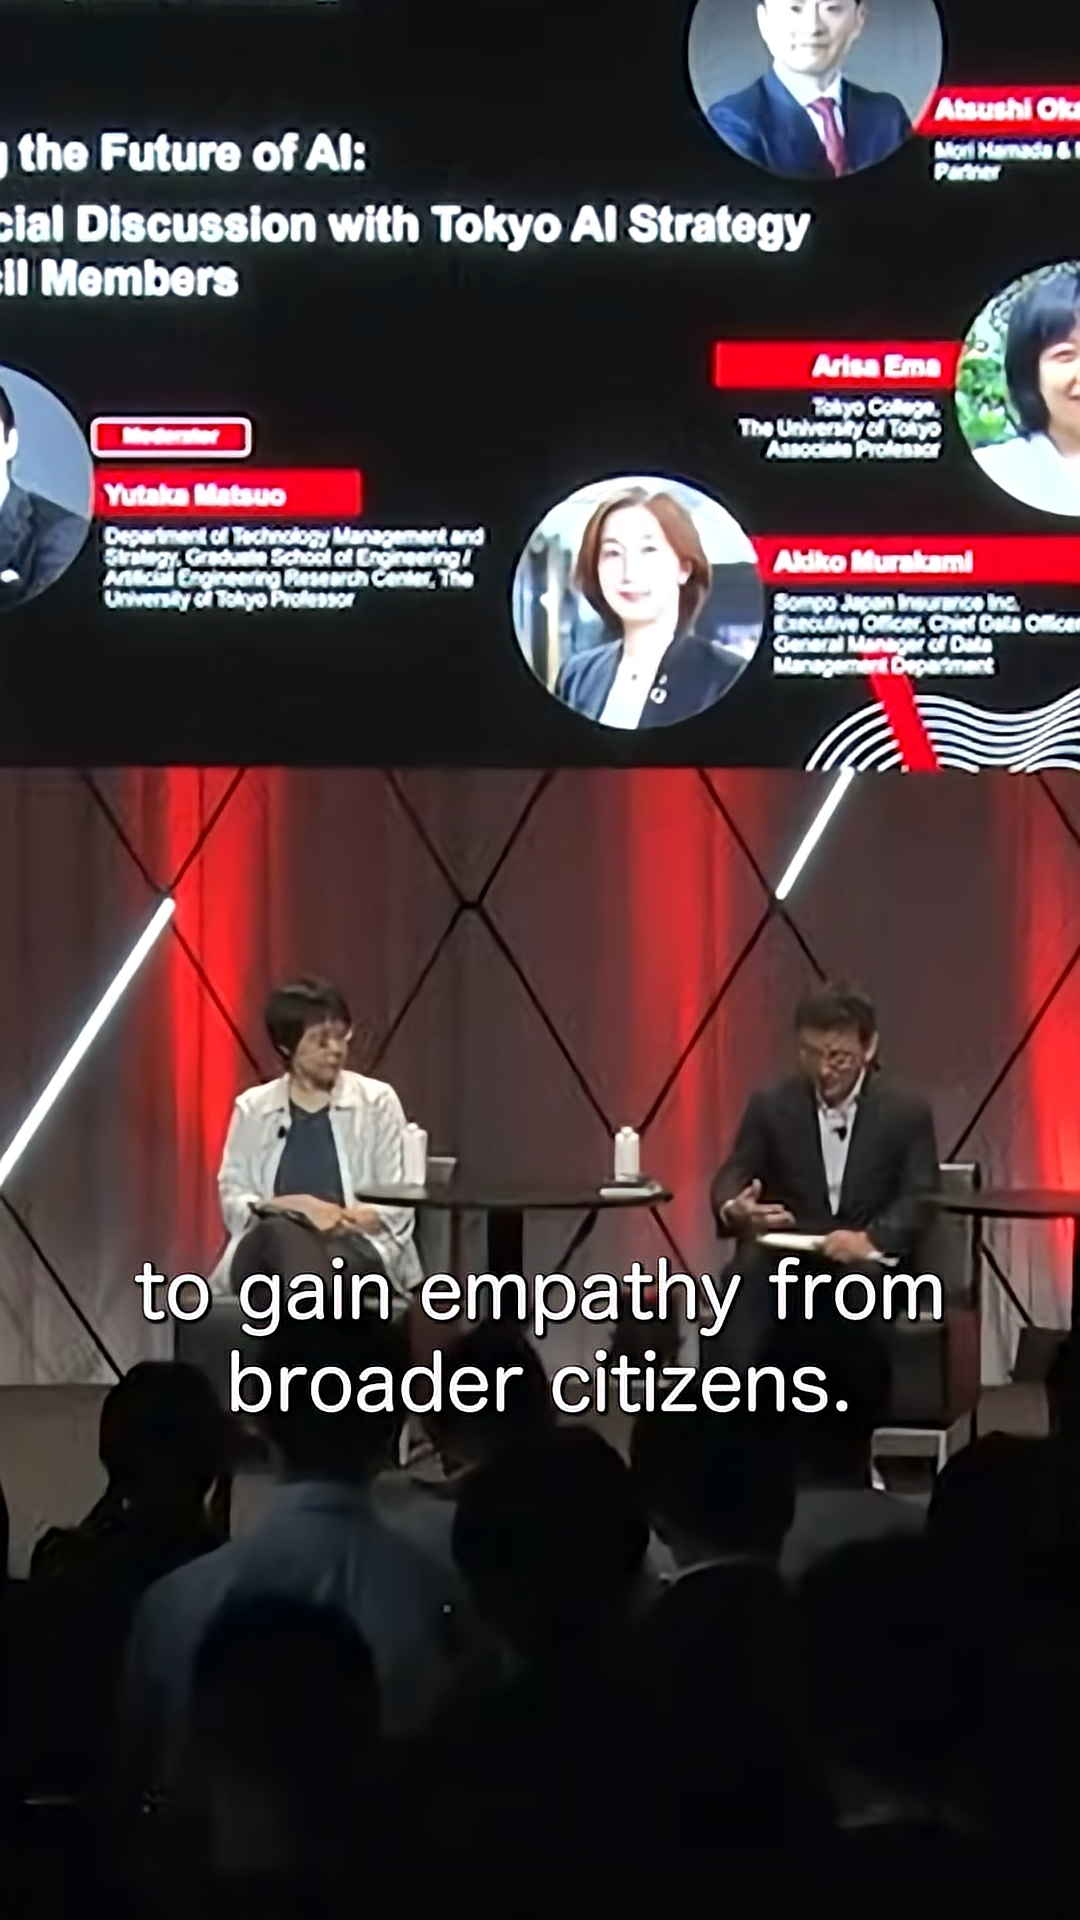 the Future of AI:
Discussion with Tokyo AI Strategy
Members
Atsushi
Mori Hamada &
Partner
Arisa Ema
Tokyo College,
The University of Tokyo
Associate Professor
Moderator
Yutaka Matsuo
Department of Technology Management and
Strategy, Graduate School of Engineering /
Artificial Engineering Research Center, The
University of Tokyo Professor
Akiko Murakami
Sompo Japan Insurance Inc.
Executive Officer, Chief Data Officer
General Manager of Data
Management Department
to gain empathy from
broader citizens.